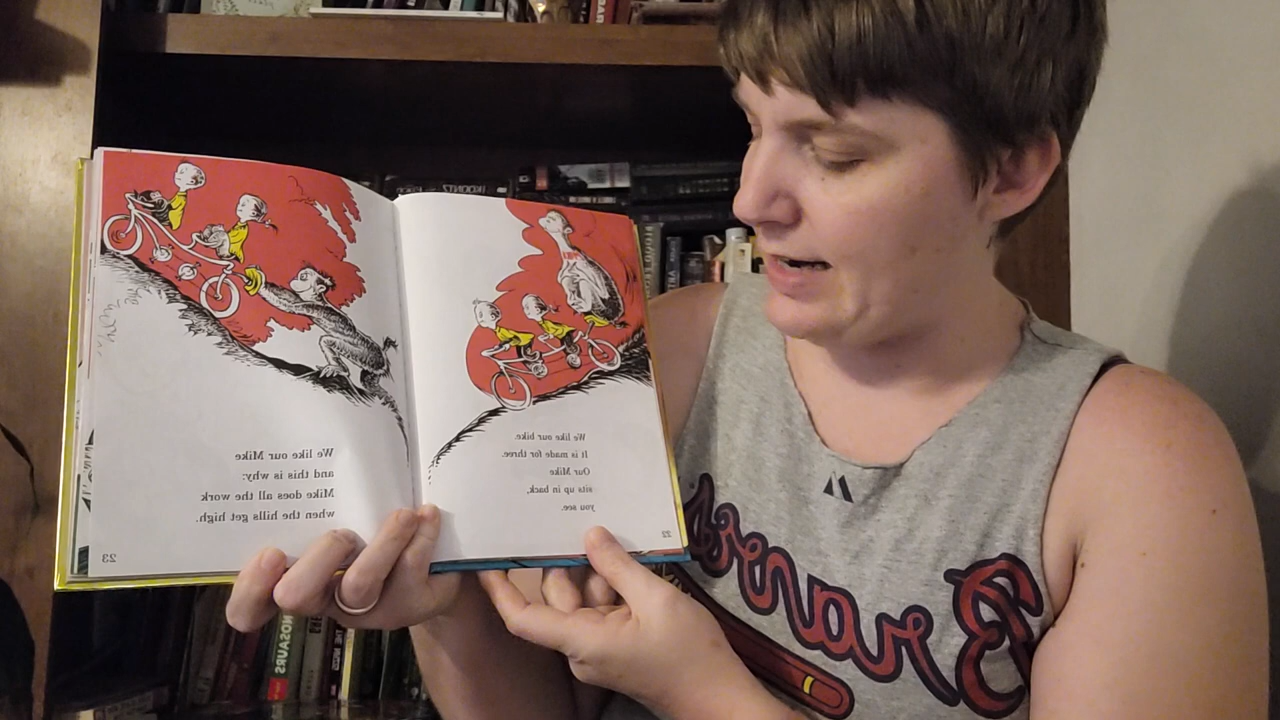 We like our bike.
It is made for three.
Our Mike
sits up in back,
you see.
22
We like our Mike
and this is why:
Mike does all the work
when the hills get high.
23
Braves
KOONTZ
DINOSAURS